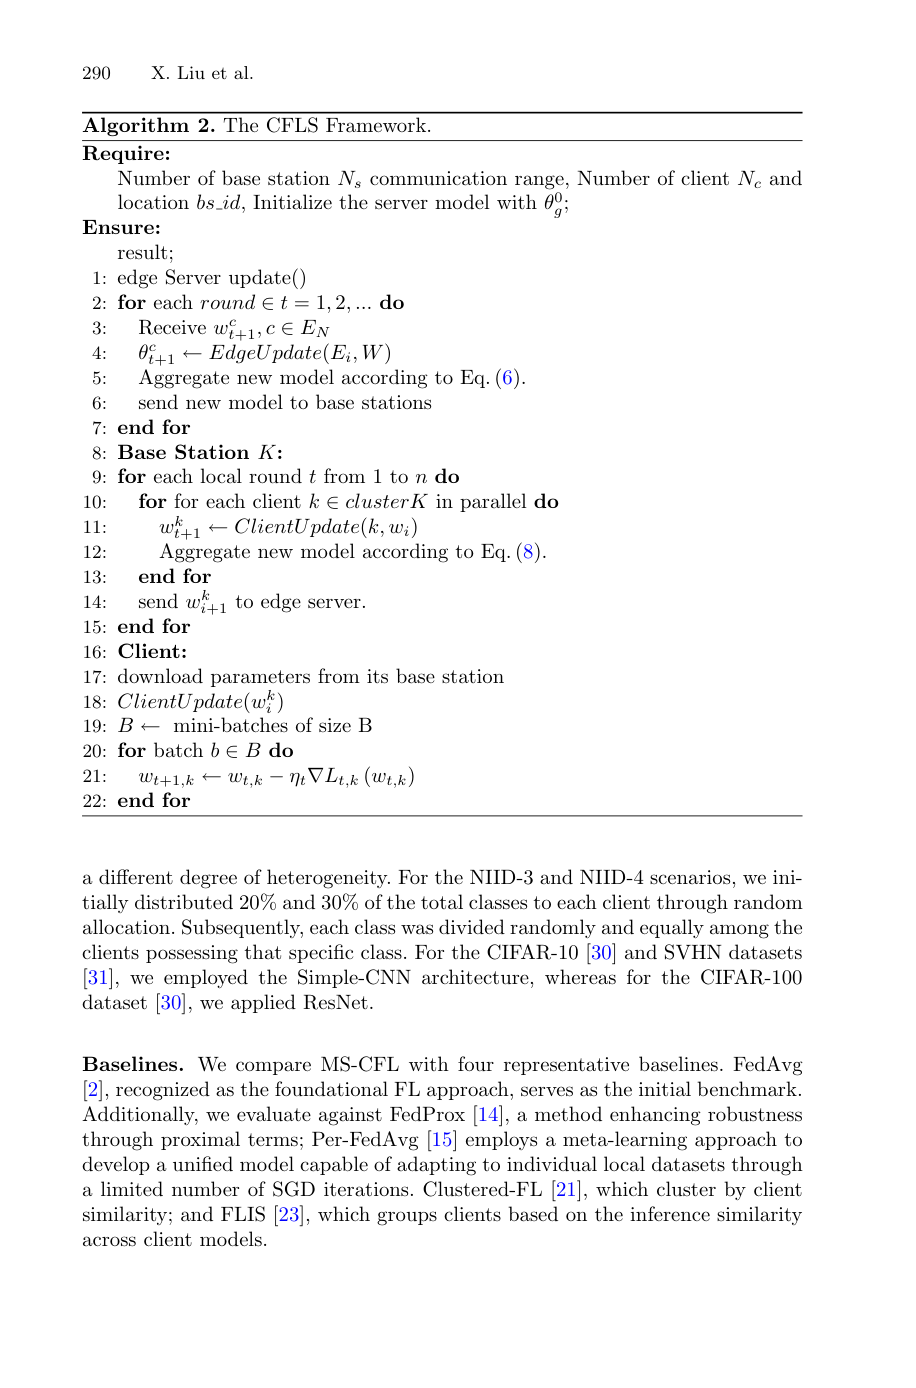 290 X. Liu et al.
Algorithm 2. The CFLS Framework.
Require:
Number of base station N_s communication range, Number of client N_c and
location bs_id, Initialize the server model with θ_g^0;
Ensure:
result;
1: edge Server update()
2: for each round ∈ t = 1, 2, ... do
3: Receive w_{t+1}^c, c ∈ E_N
4: θ_{t+1}^c ← EdgeUpdate(E_i, W)
5: Aggregate new model according to Eq. (6).
6: send new model to base stations
7: end for
8: Base Station K:
9: for each local round t from 1 to n do
10: for for each client k ∈ clusterK in parallel do
11: w_{t+1}^k ← ClientUpdate(k, w_i)
12: Aggregate new model according to Eq. (8).
13: end for
14: send w_{i+1}^k to edge server.
15: end for
16: Client:
17: download parameters from its base station
18: ClientUpdate(w_i^k)
19: B ← mini-batches of size B
20: for batch b ∈ B do
21: w_{t+1,k} ← w_{t,k} − η_t∇L_{t,k} (w_{t,k})
22: end for
a different degree of heterogeneity. For the NIID-3 and NIID-4 scenarios, we ini-
tially distributed 20% and 30% of the total classes to each client through random
allocation. Subsequently, each class was divided randomly and equally among the
clients possessing that specific class. For the CIFAR-10 [30] and SVHN datasets
[31], we employed the Simple-CNN architecture, whereas for the CIFAR-100
dataset [30], we applied ResNet.
Baselines. We compare MS-CFL with four representative baselines. FedAvg
[2], recognized as the foundational FL approach, serves as the initial benchmark.
Additionally, we evaluate against FedProx [14], a method enhancing robustness
through proximal terms; Per-FedAvg [15] employs a meta-learning approach to
develop a unified model capable of adapting to individual local datasets through
a limited number of SGD iterations. Clustered-FL [21], which cluster by client
similarity; and FLIS [23], which groups clients based on the inference similarity
across client models.